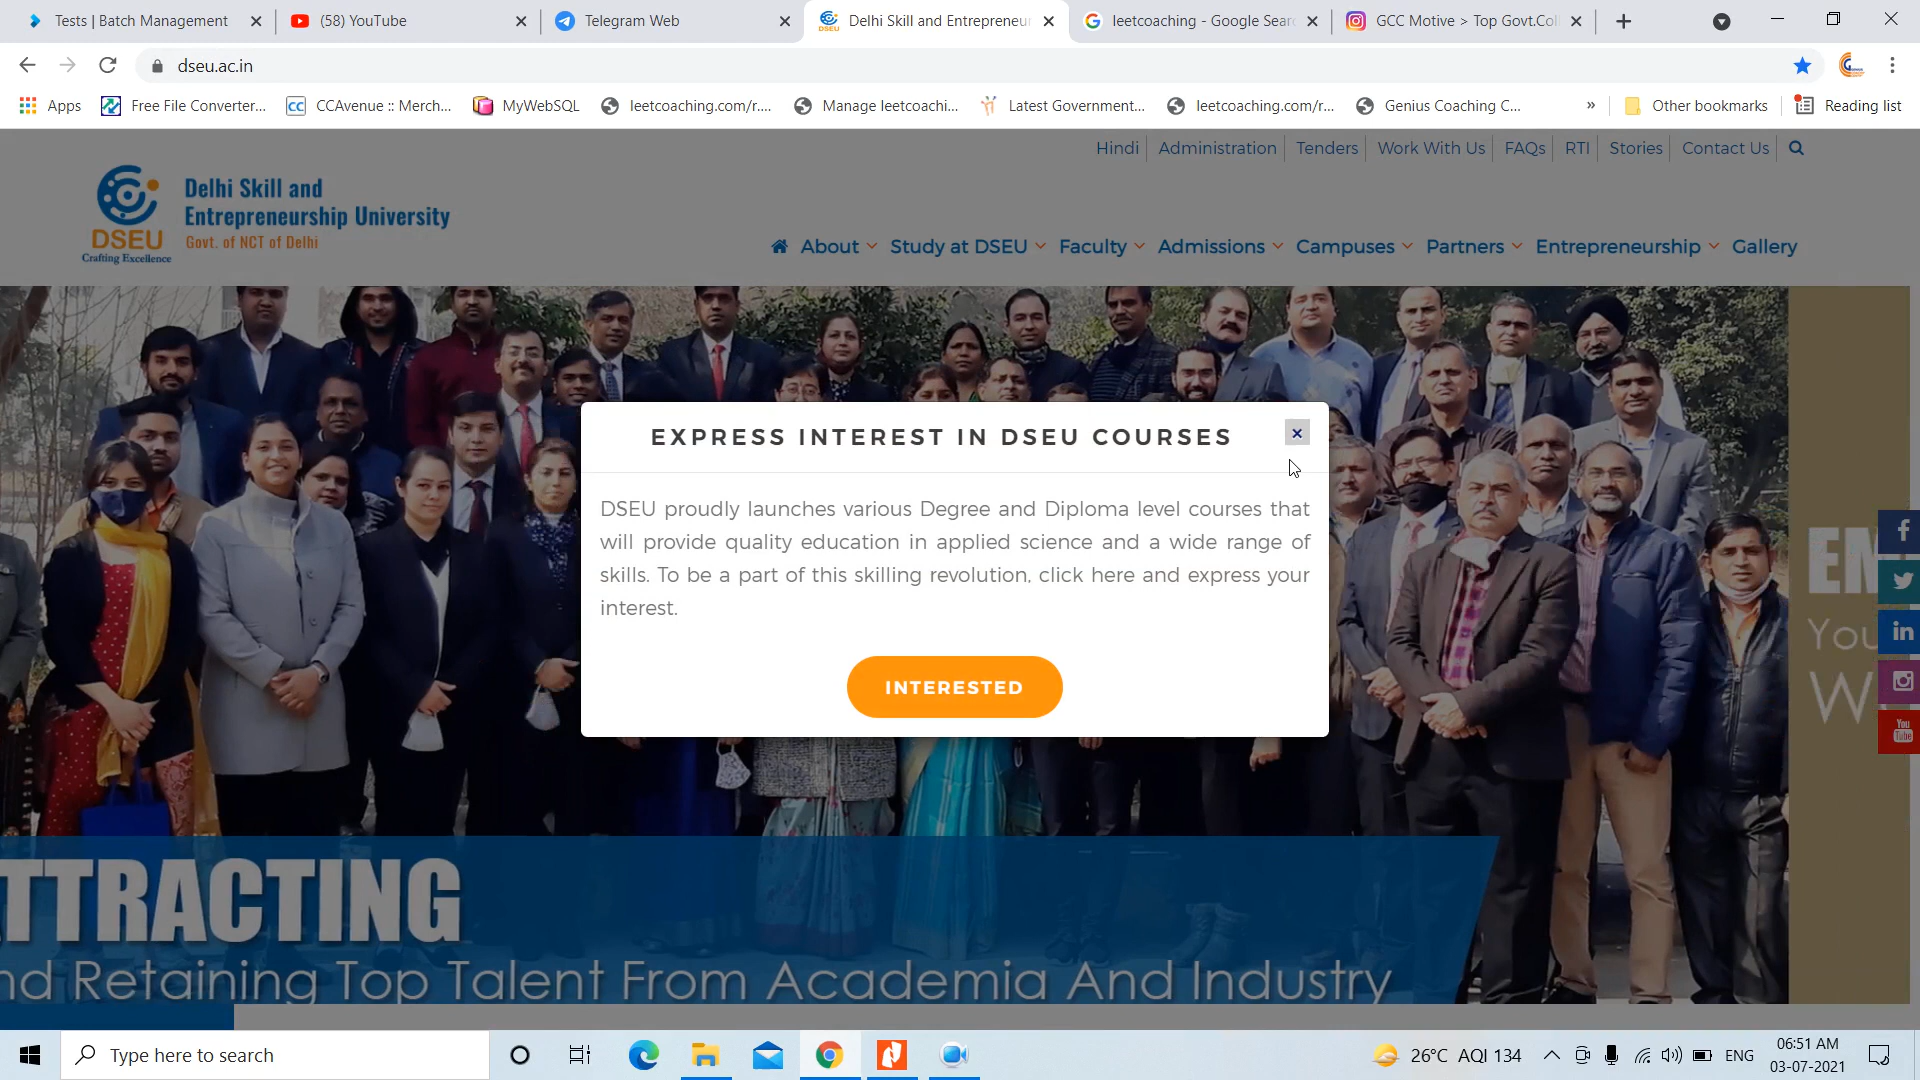 Tests | Batch Management
(58) YouTube
Telegram Web
Delhi Skill and Entrepreneur
leetcoaching - Google Sear
GCC Motive > Top Govt.Col
dseu.ac.in
Apps
Free File Converter...
CCAvenue :: Merch...
MyWebSQL
leetcoaching.com/r....
Manage leetcoachi...
Latest Government...
leetcoaching.com/r...
Genius Coaching C...
»
Other bookmarks
Reading list
Hindi
Administration
Tenders
Work With Us
FAQs
RTI
Stories
Contact Us
DSEU
Crafting Excellence
Delhi Skill and
Entrepreneurship University
Govt. of NCT of Delhi
About
Study at DSEU
Faculty
Admissions
Campuses
Partners
Entrepreneurship
Gallery
EXPRESS INTEREST IN DSEU COURSES
DSEU proudly launches various Degree and Diploma level courses that
will provide quality education in applied science and a wide range of
skills. To be a part of this skilling revolution, click here and express your
interest.
INTERESTED
EM
You
W
TTRACTING
nd Retaining Top Talent From Academia And Industry
You
Tube
Type here to search
26°C AQI 134
ENG
06:51 AM
03-07-2021